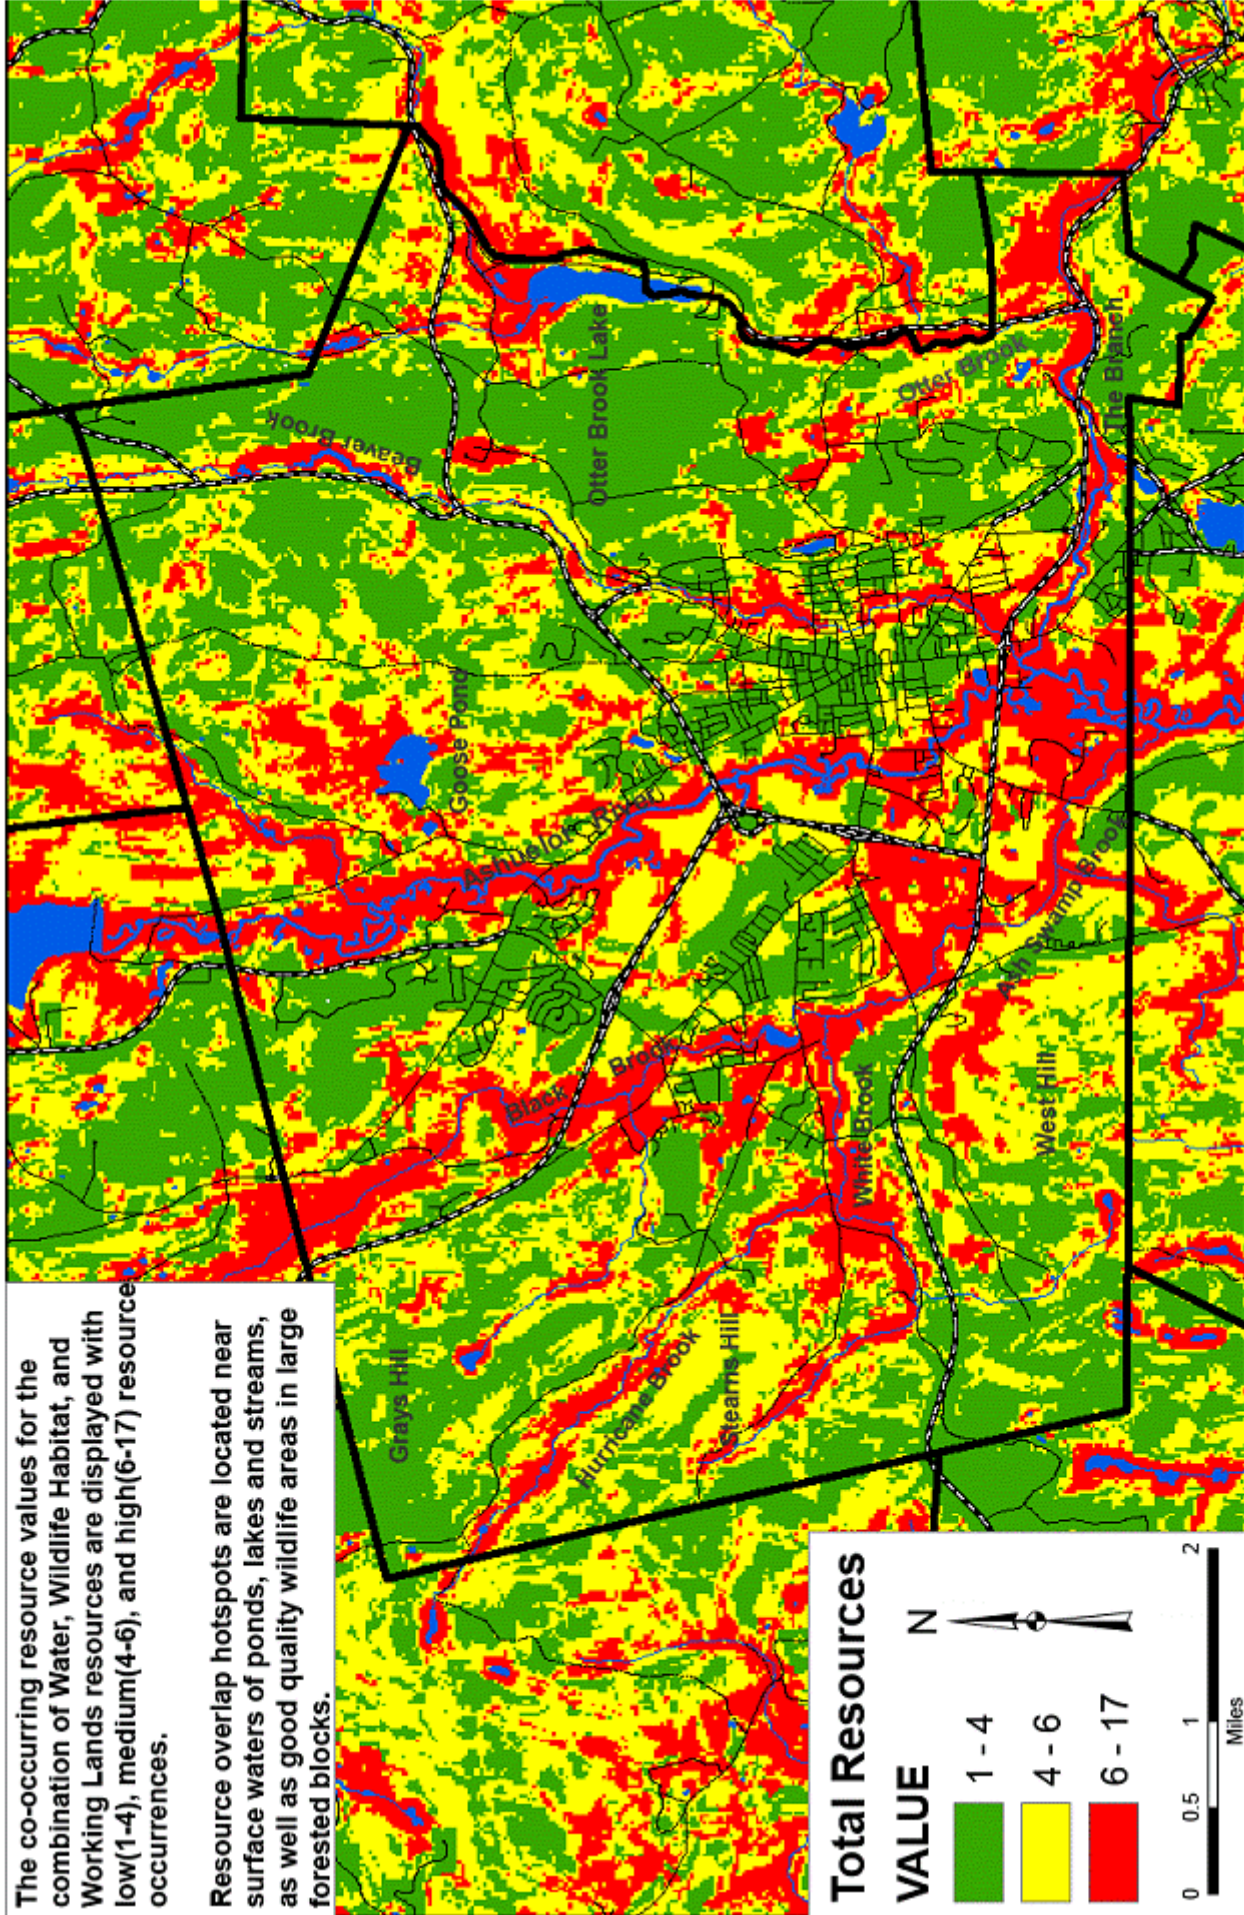 The co-occurring resource values for the
combination of Water, Wildlife Habitat, and
Working Lands resources are displayed with
low(1-4), medium(4--6), and high(6-17) resource
occurrences.
Resource overlap hotspots are located near
surface waters of ponds, lakes and streams,
as well as good quality wildlife areas in large
forested blocks.
Grays Hill
Hurricane Brook
Stearns Hill
Black Brook
White Brook
West Hill
Ash Swamp Brook
Ashuelott River
Goose Pond
Beaver Brook
Otter Brook Lake
Otter Brook
The Branch
Total Resources
VALUE
1 - 4
4 - 6
6 - 17
N
0 0.5 1 2
Miles